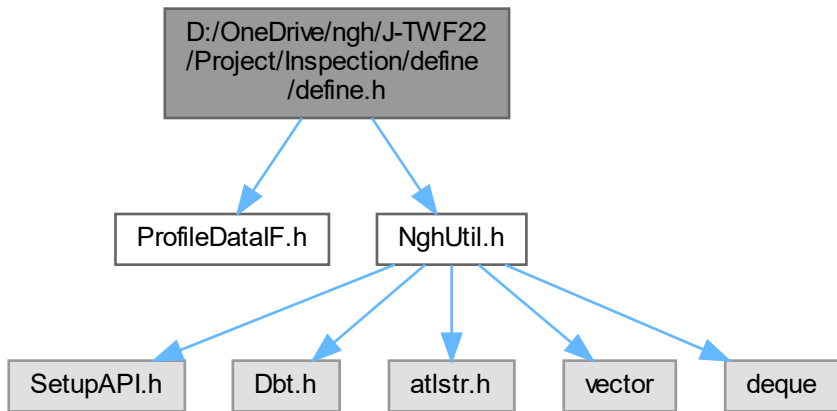 D:/OneDrive/ngh/J-TWF22
/Project/Inspection/define
/define.h
ProfileDataIF.h
NghUtil.h
SetupAPI.h
Dbt.h
atlstr.h
vector
deque